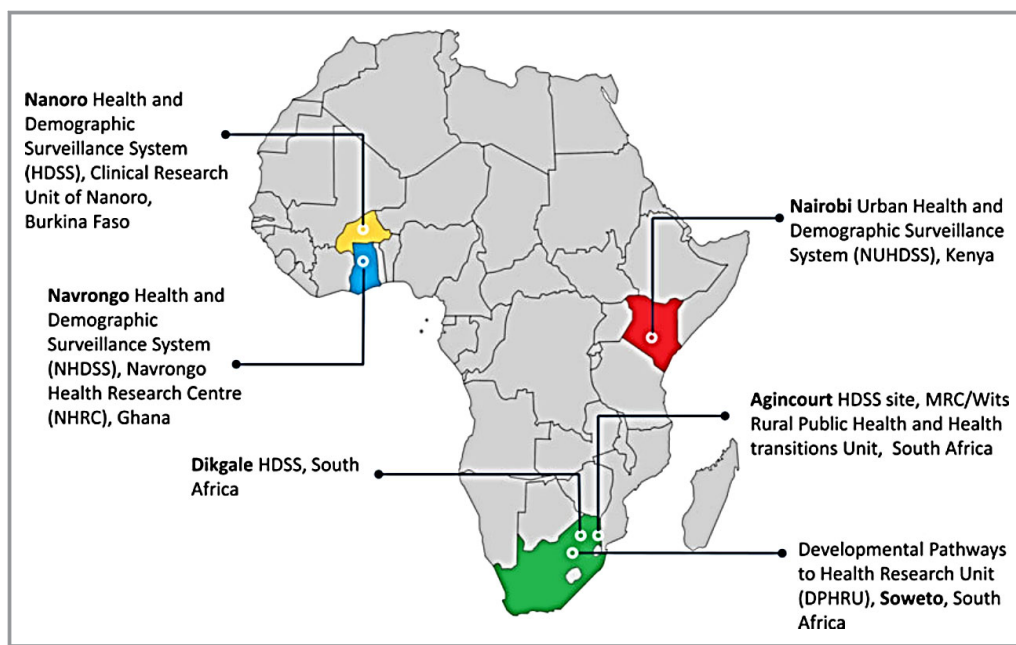 Nanoro Health and
Demographic
Surveillance System
(HDSS), Clinical Research
Unit of Nanoro,
Burkina Faso
Nairobi Urban Health and
Demographic Surveillance
System (NUHDSS), Kenya
Navrongo Health and
Demographic
Surveillance System
(NHDSS), Navrongo
Health Research Centre
(NHRC), Ghana
Agincourt HDSS site, MRC/Wits
Rural Public Health and Health
transitions Unit, South Africa
Dikgale HDSS, South
Africa
Developmental Pathways
to Health Research Unit
(DPHRU), Soweto, South
Africa